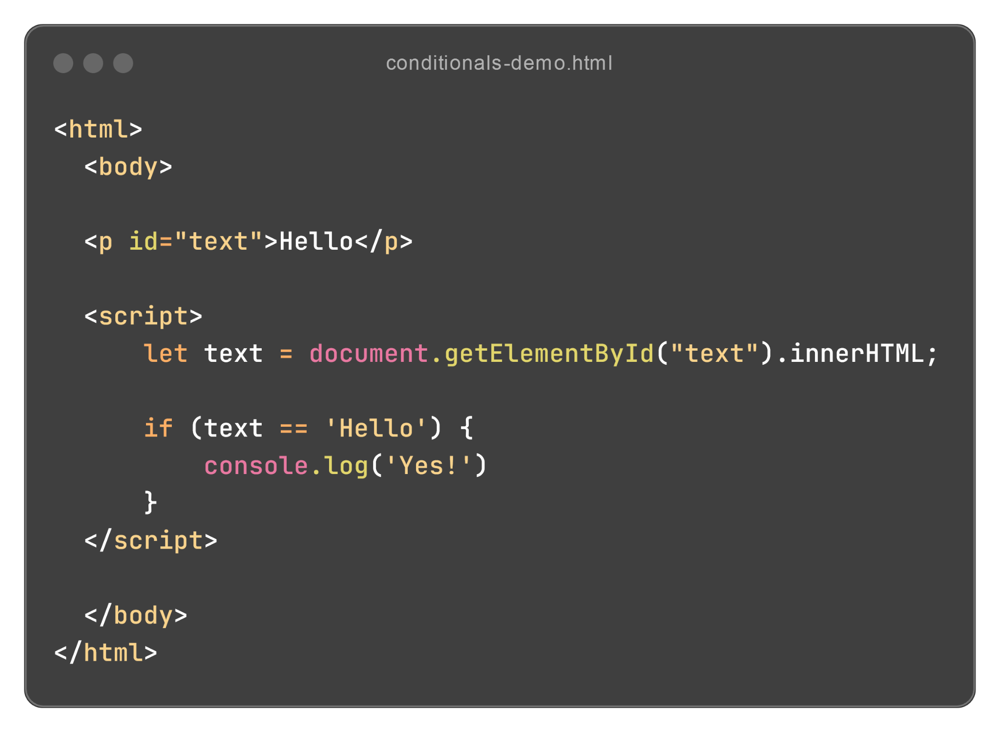 conditionals-demo.html
<html>
  <body>

  <p id="text">Hello</p>

  <script>
      let text = document.getElementById("text").innerHTML;

      if (text == 'Hello') {
          console.log('Yes!')
      }
  </script>

  </body>
</html>